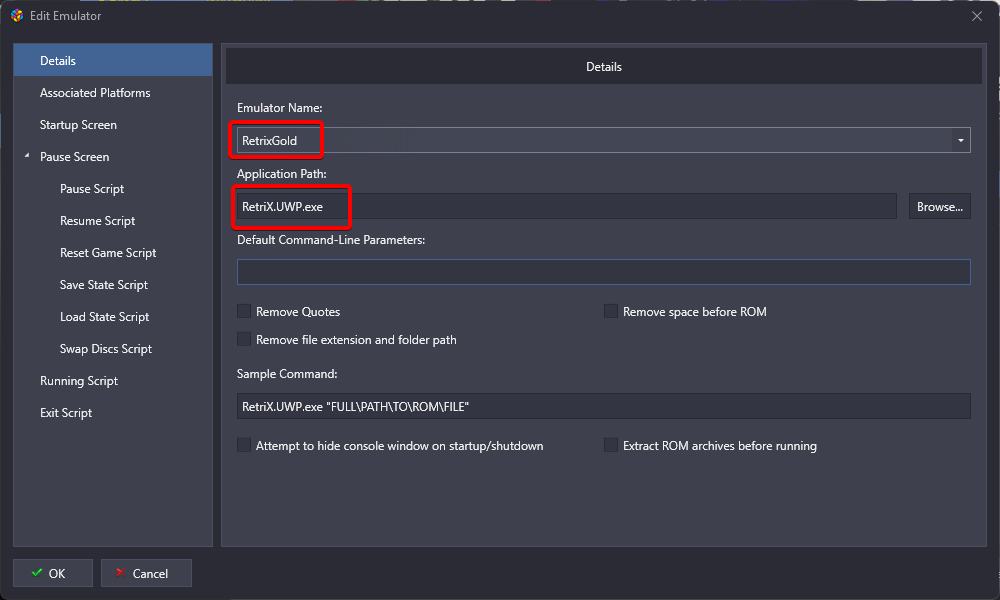 Edit Emulator
Details
Associated Platforms
Startup Screen
Pause Screen
Pause Script
Resume Script
Reset Game Script
Save State Script
Load State Script
Swap Discs Script
Running Script
Exit Script
Details
Emulator Name:
RetrixGold
Application Path:
RetriX.UWP.exe
Browse...
Default Command-Line Parameters:
Remove Quotes
Remove space before ROM
Remove file extension and folder path
Sample Command:
RetriX.UWP.exe "FULL\PATH\TO\ROM\FILE"
Attempt to hide console window on startup/shutdown
Extract ROM archives before running
OK
Cancel